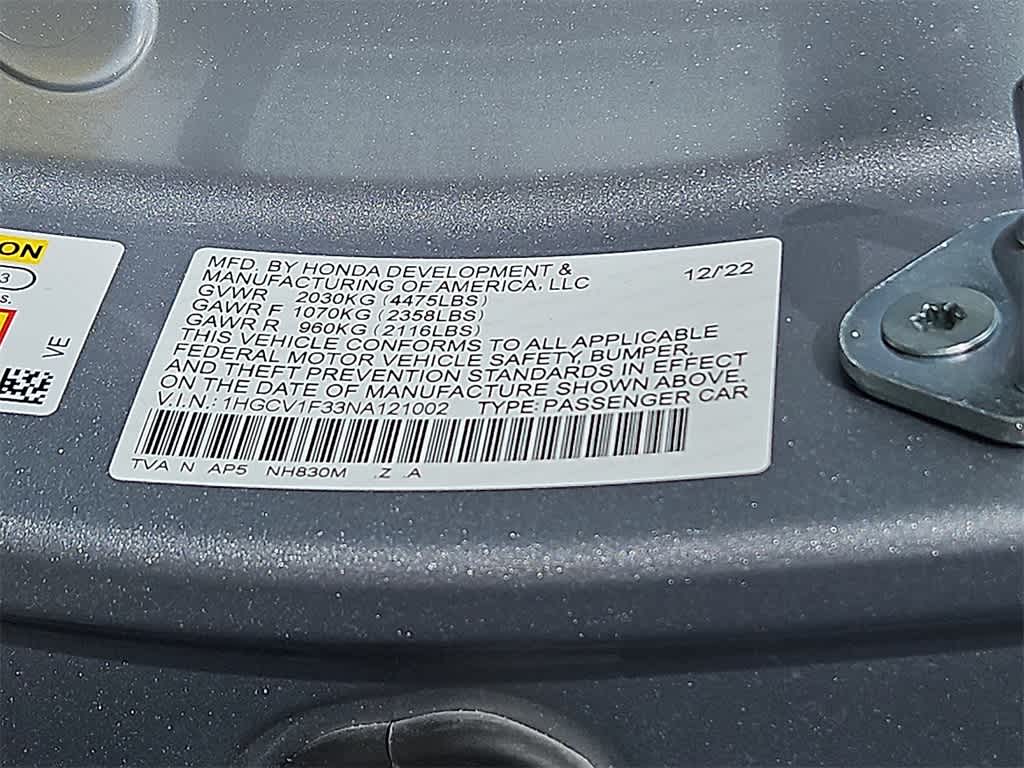 ON
3
s.
VE
MFD. BY HONDA DEVELOPMENT &
MANUFACTURING OF AMERICA, LLC
12/'22
GVWR 2030KG (4475LBS)
GAWR F 1070KG (2358LBS)
GAWR R 960KG (2116LBS)
THIS VEHICLE CONFORMS TO ALL APPLICABLE
FEDERAL MOTOR VEHICLE SAFETY, BUMPER,
AND THEFT PREVENTION STANDARDS IN EFFECT
ON THE DATE OF MANUFACTURE SHOWN ABOVE
V.I.N.: 1HGCV1F33NA121002 TYPE: PASSENGER CAR
TVA N AP5 NH830M .Z .A